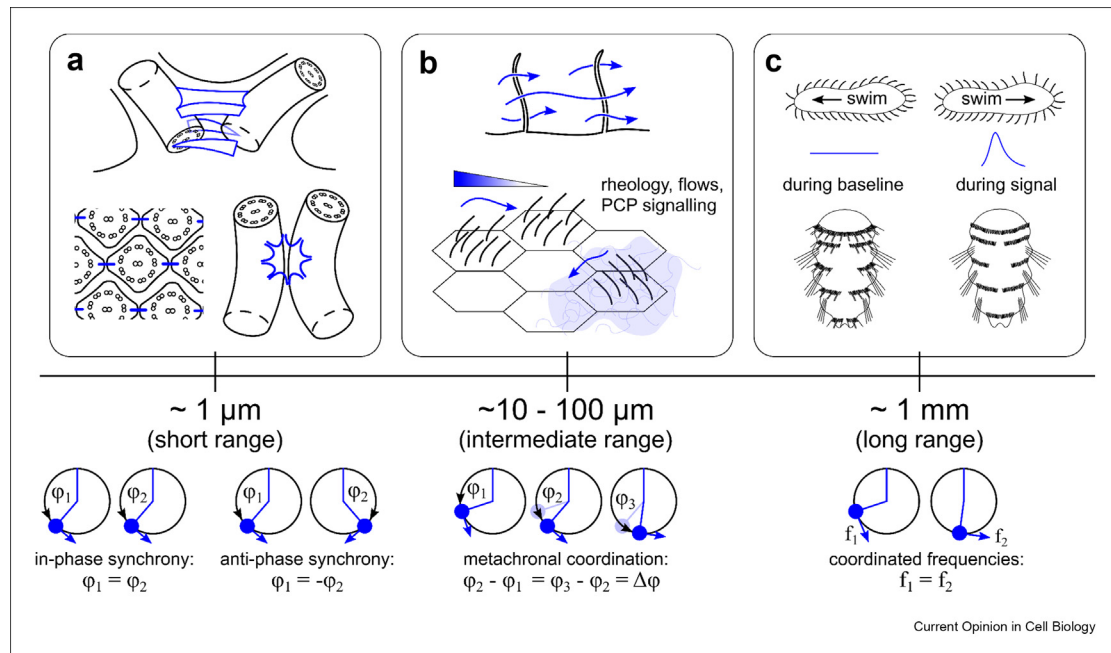 a
b
rheology, flows,
PCP signalling
c
swim
swim
during baseline
during signal
~ 1 μm
(short range)
~10 - 100 μm
(intermediate range)
~ 1 mm
(long range)
φ1
φ2
φ1
φ2
φ1
φ2
φ3
f1
f2
in-phase synchrony:
φ1 = φ2
anti-phase synchrony:
φ1 = -φ2
metachronal coordination:
φ2 - φ1 = φ3 - φ2 = Δφ
coordinated frequencies:
f1 = f2
Current Opinion in Cell Biology